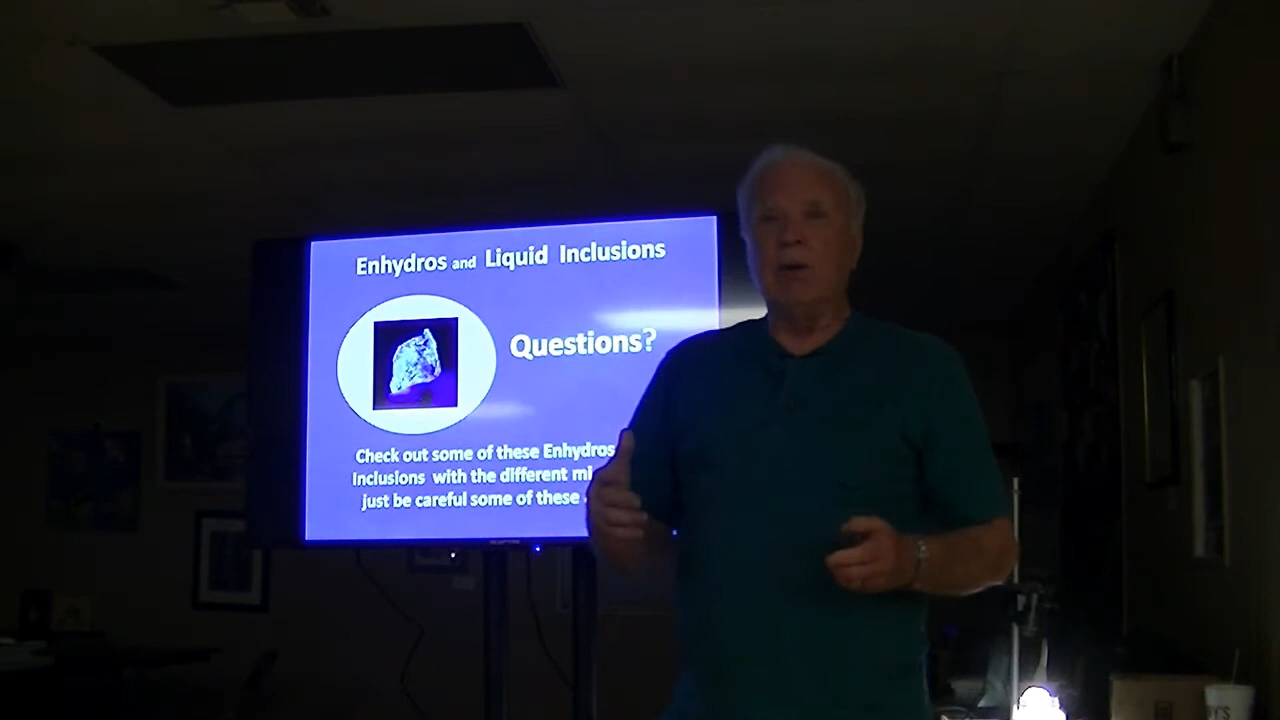 Enhydros and Liquid Inclusions
Questions?
Check out some of these Enhydros
Inclusions with the different
just be careful some of these